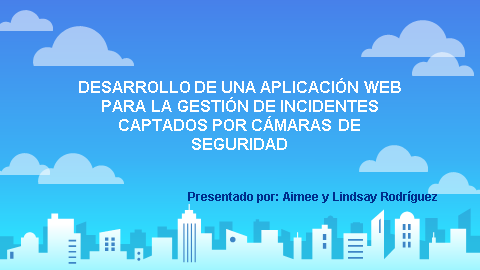 DESARROLLO DE UNA APLICACIÓN WEB
PARA LA GESTIÓN DE INCIDENTES
CAPTADOS POR CÁMARAS DE
SEGURIDAD
Presentado por: Aimee y Lindsay Rodríguez